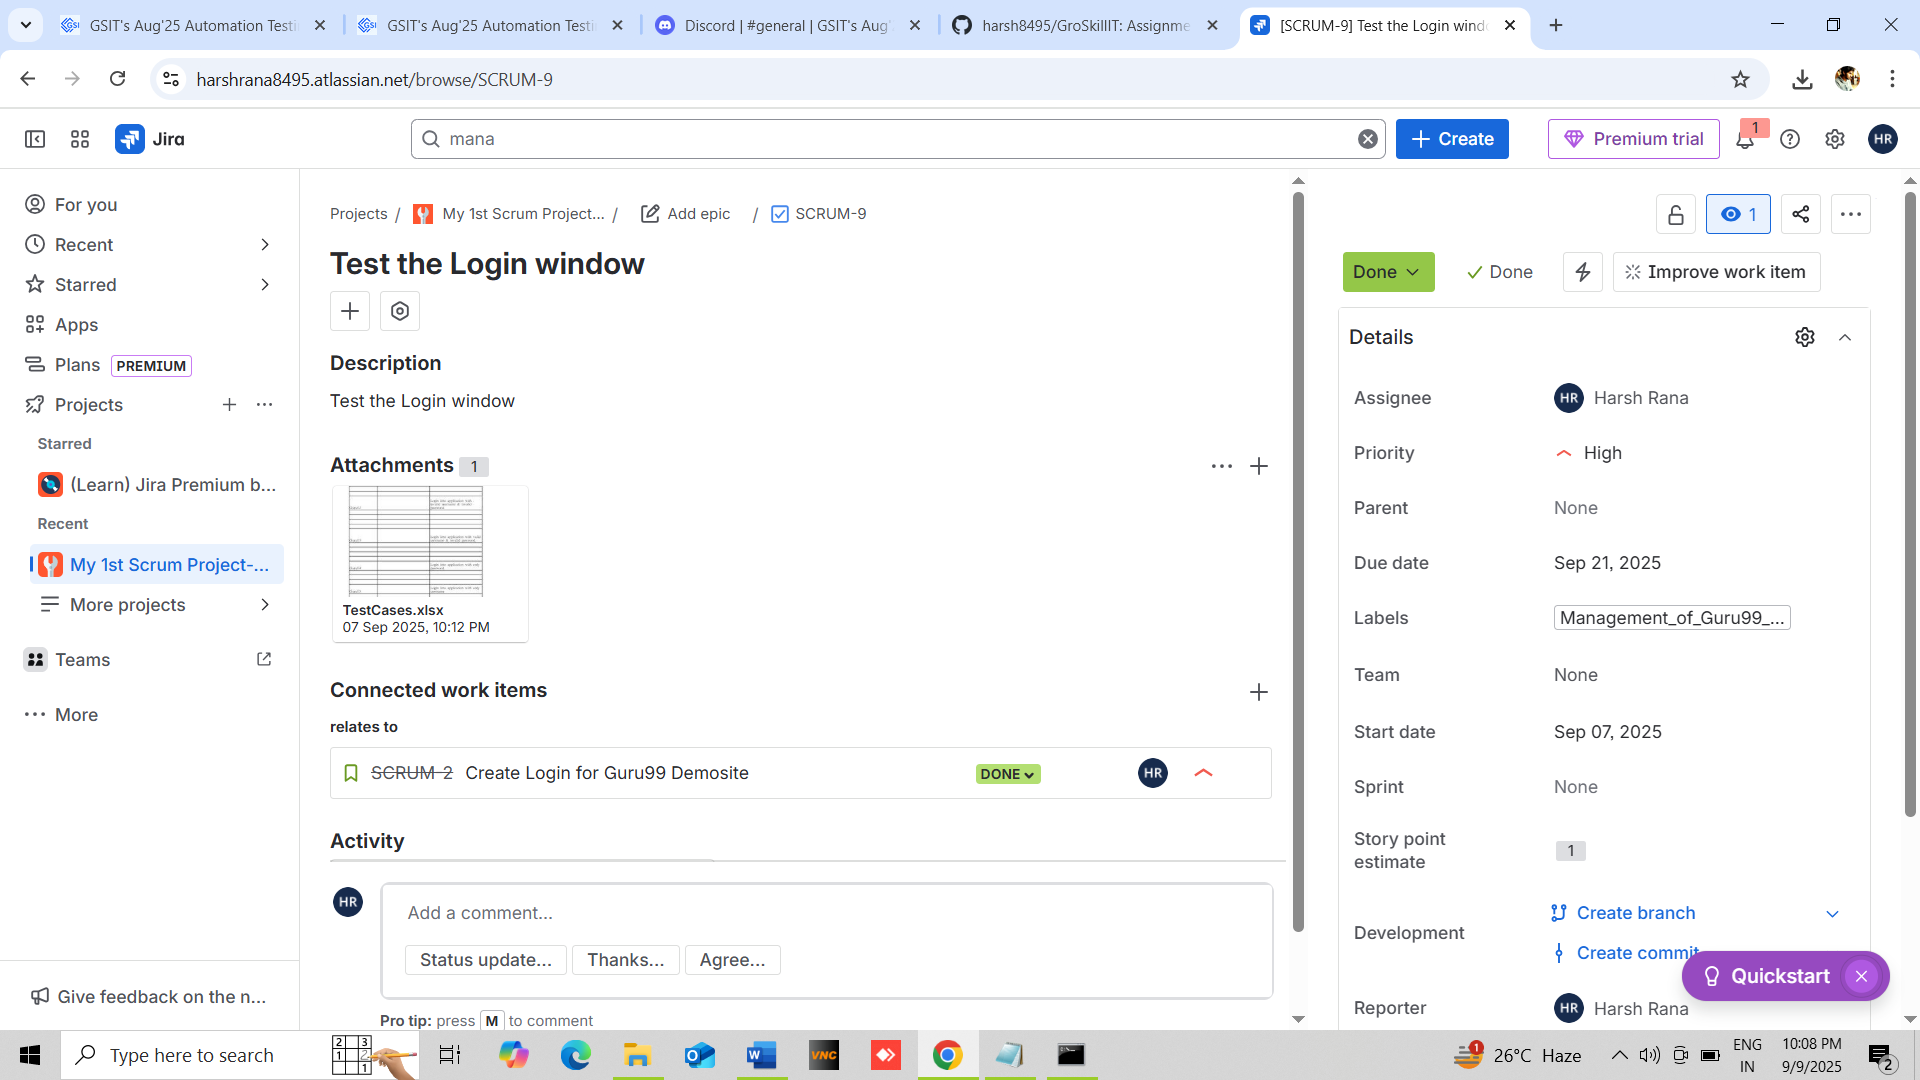 GSIT's Aug'25 Automation Testi
GSIT's Aug'25 Automation Testi
Discord | #general | GSIT's Aug'2
harsh8495/GroSkillIT: Assignme
[SCRUM-9] Test the Login wind
harshrana8495.atlassian.net/browse/SCRUM-9
Jira
mana
Create
Premium trial
1
HR
For you
Recent
Starred
Apps
Plans PREMIUM
Projects
Starred
(Learn) Jira Premium b...
Recent
My 1st Scrum Project-...
More projects
Teams
More
Give feedback on the n...
Projects / My 1st Scrum Project... / Add epic / SCRUM-9
Test the Login window
Description
Test the Login window
Attachments 1
TestCases.xlsx
07 Sep 2025, 10:12 PM
Connected work items
relates to
SCRUM-2 Create Login for Guru99 Demosite DONE HR
Activity
HR
Add a comment...
Status update...
Thanks...
Agree...
Pro tip: press M to comment
1
Done
Done
Improve work item
Details
Assignee HR Harsh Rana
Priority High
Parent None
Due date Sep 21, 2025
Labels Management_of_Guru99_...
Team None
Start date Sep 07, 2025
Sprint None
Story point
estimate
1
Development
Create branch
Create commit
Quickstart
Reporter HR Harsh Rana
Type here to search
26°C Haze
ENG
IN
10:08 PM
9/9/2025
2